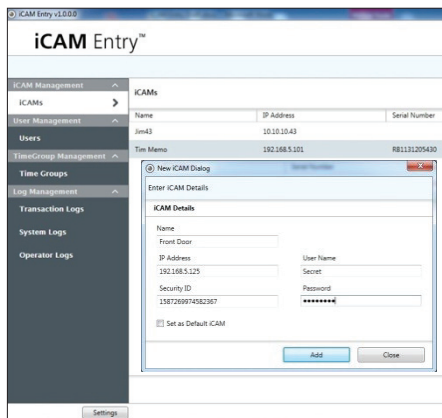 iCAM Entry v1.0.0.0
iCAM Entry™
iCAM Management
iCAMs
User Management
Users
TimeGroup Management
Time Groups
Log Management
Transaction Logs
System Logs
Operator Logs
Settings
iCAMs
Name IP Address Serial Number
Jim43 10.10.10.43
Tim Memo 192.168.5.101 RB1131205430
New iCAM Dialog
Enter iCAM Details
iCAM Details
Name
Front Door
IP Address User Name
192.168.5.125 Secret
Security ID Password
1587269974582367 ••••••••
Set as Default iCAM
Add Close